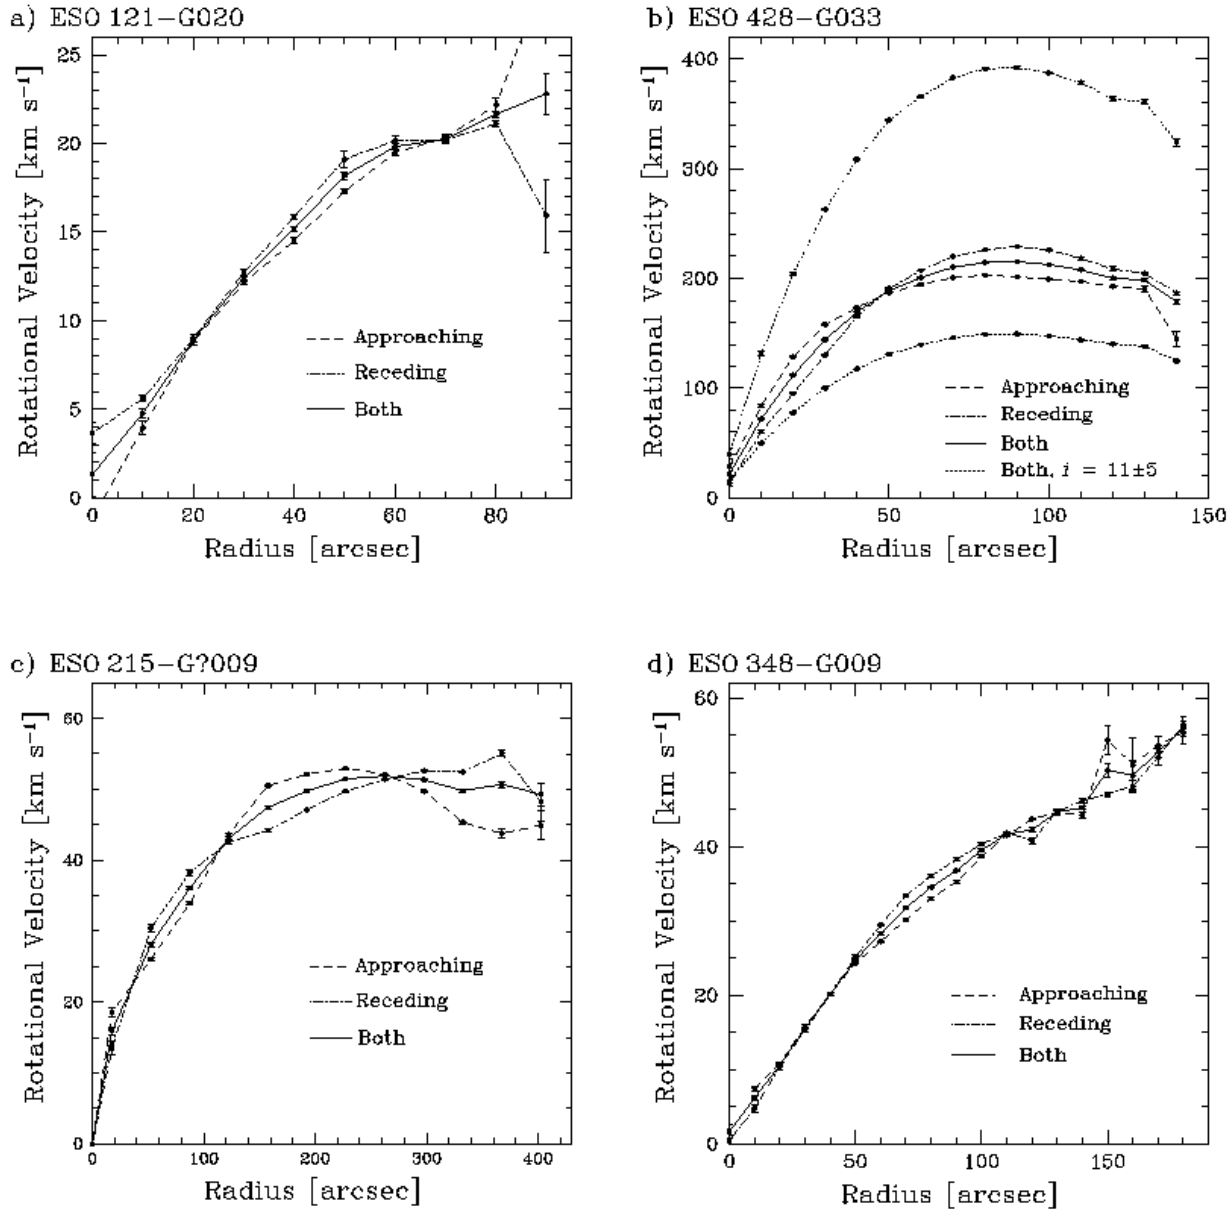 a) ESO 121−G020
Rotational Velocity [km s⁻¹]
25
20
15
10
5
0
Approaching
Receding
Both
0 20 40 60 80
Radius [arcsec]
b) ESO 428−G033
Rotational Velocity [km s⁻¹]
400
300
200
100
0
Approaching
Receding
Both
Both, i = 11±5
0 50 100 150
Radius [arcsec]
c) ESO 215−G?009
Rotational Velocity [km s⁻¹]
60
40
20
0
Approaching
Receding
Both
0 100 200 300 400
Radius [arcsec]
d) ESO 348−G009
Rotational Velocity [km s⁻¹]
60
40
20
0
Approaching
Receding
Both
0 50 100 150
Radius [arcsec]